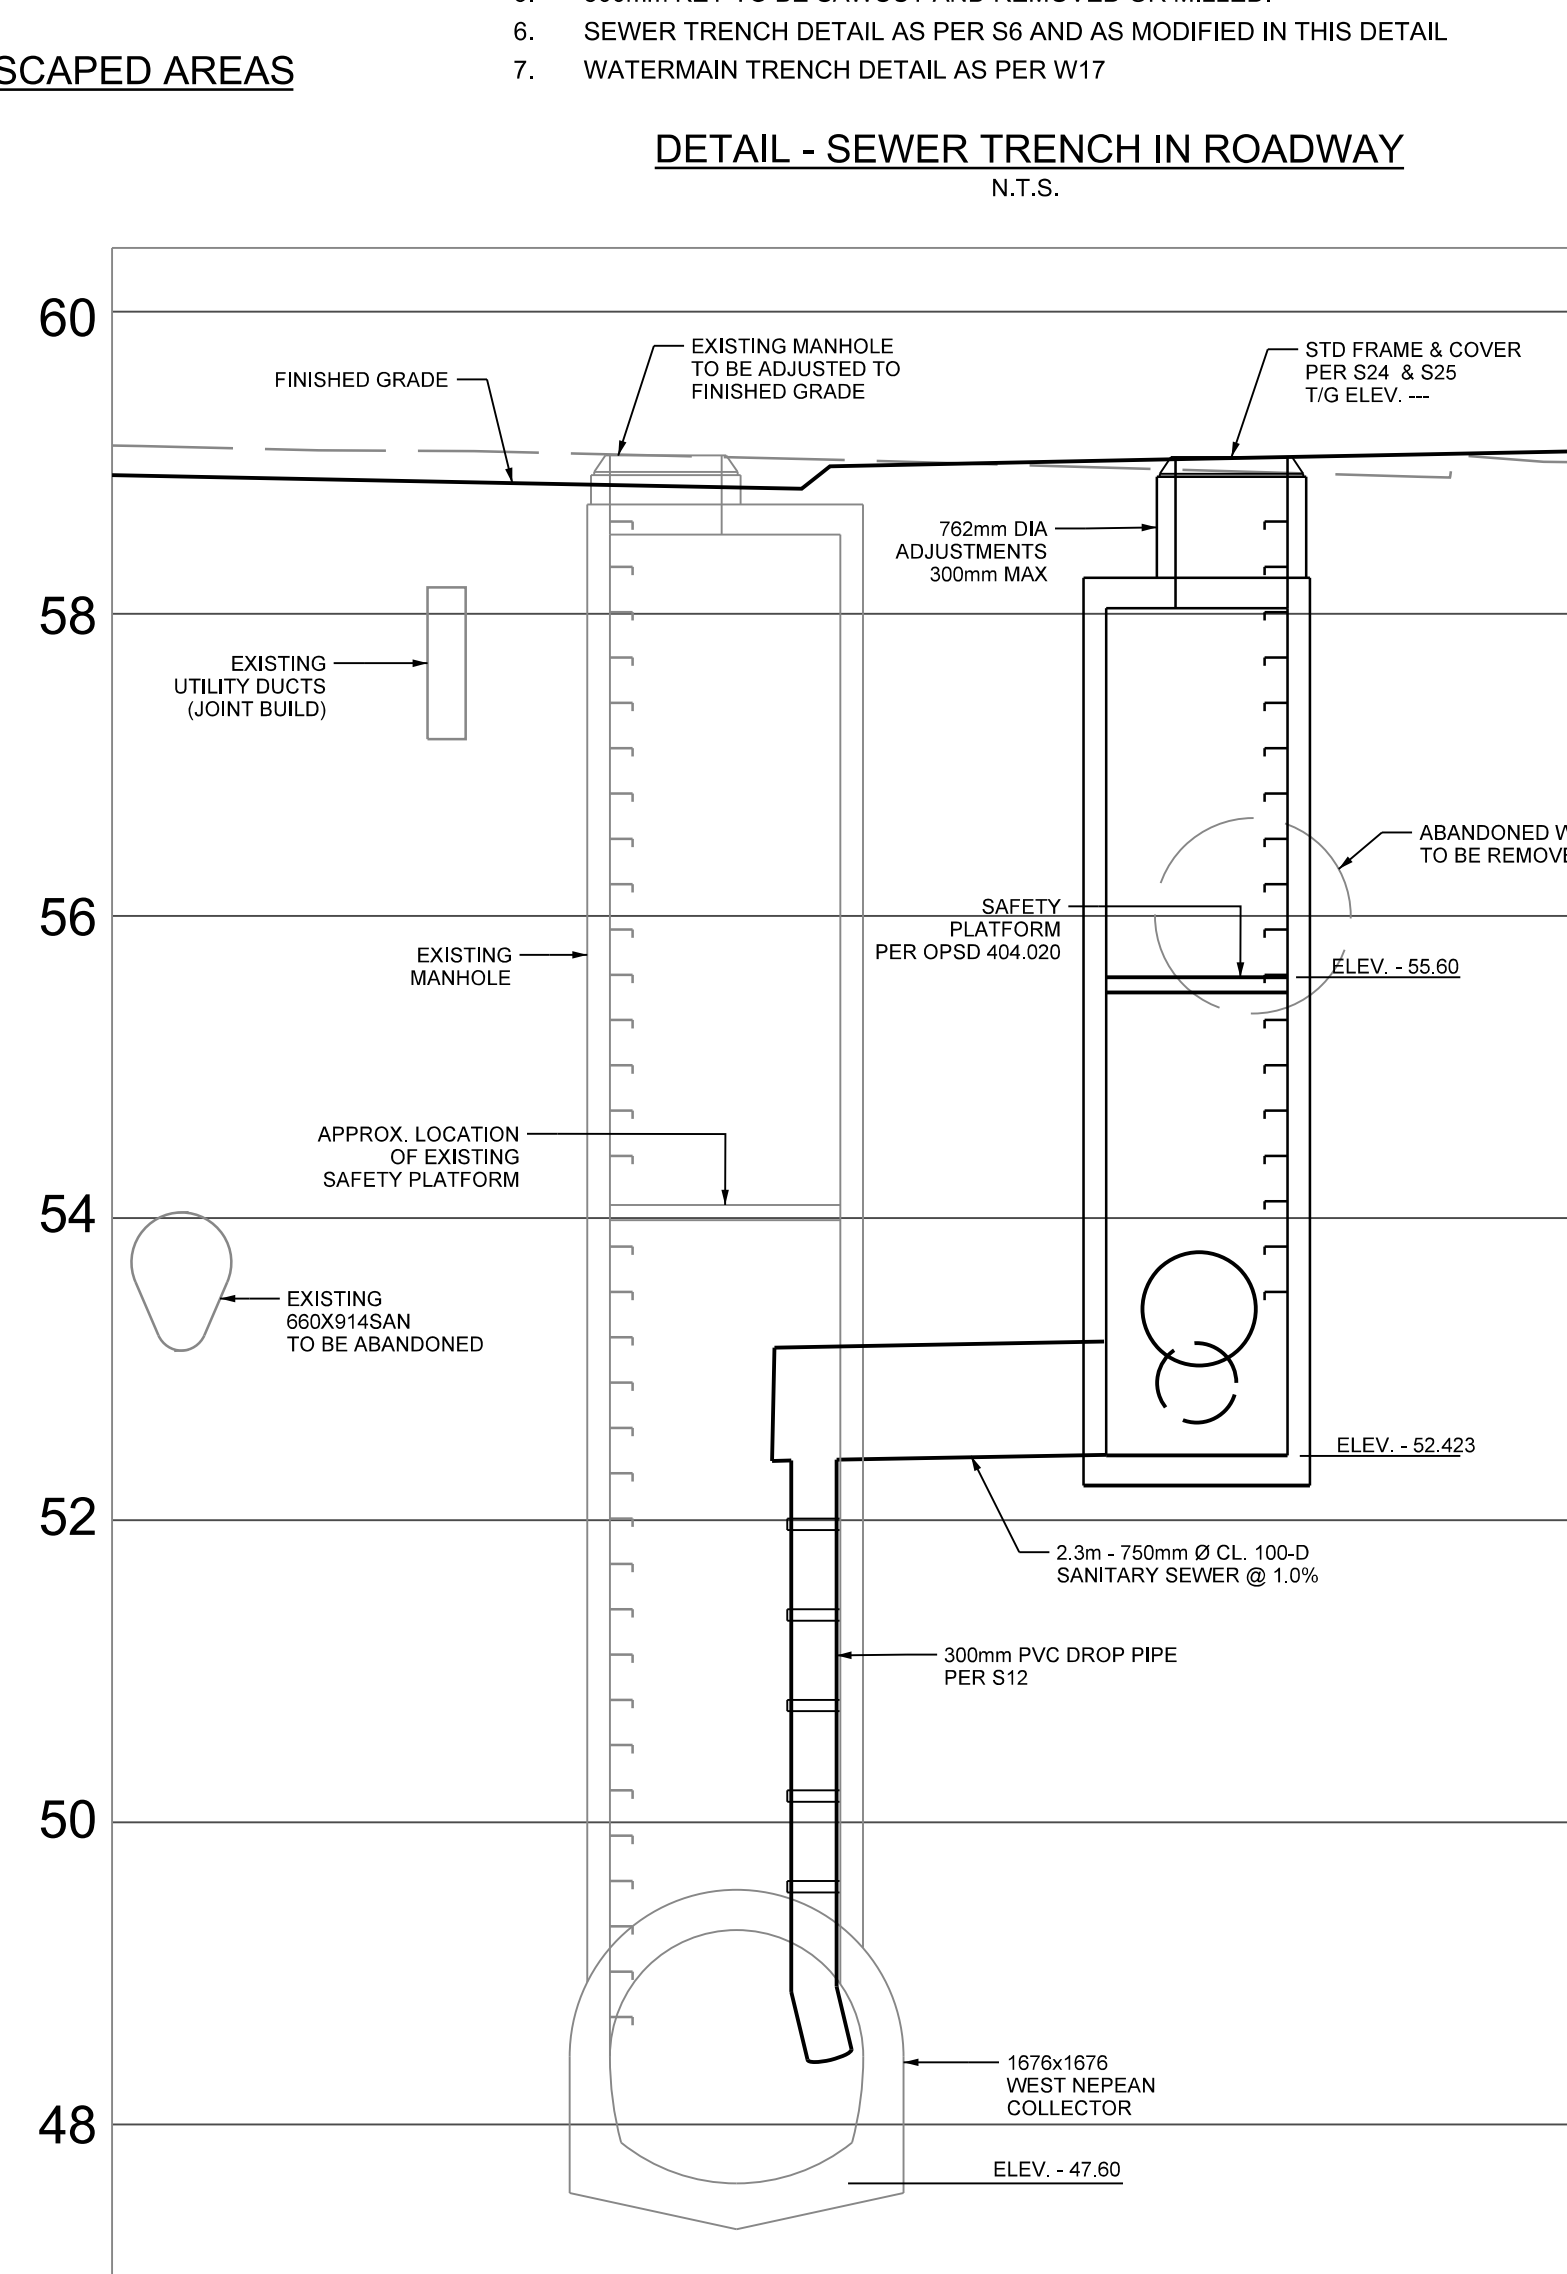 6. SEWER TRENCH DETAIL AS PER S6 AND AS MODIFIED IN THIS DETAIL
7. WATERMAIN TRENCH DETAIL AS PER W17
SCAPED AREAS
DETAIL - SEWER TRENCH IN ROADWAY
N.T.S.
60
EXISTING MANHOLE
TO BE ADJUSTED TO
FINISHED GRADE
STD FRAME & COVER
PER S24 & S25
T/G ELEV. ---
FINISHED GRADE
762mm DIA
ADJUSTMENTS
300mm MAX
58
EXISTING
UTILITY DUCTS
(JOINT BUILD)
ABANDONED
TO BE
56
SAFETY
PLATFORM
PER OPSD 404.020
EXISTING
MANHOLE
ELEV. - 55.60
APPROX. LOCATION
OF EXISTING
SAFETY PLATFORM
54
EXISTING
660X914SAN
TO BE ABANDONED
ELEV. - 52.423
52
2.3m - 750mm Ø CL. 100-D
SANITARY SEWER @ 1.0%
300mm PVC DROP PIPE
PER S12
50
1676x1676
WEST NEPEAN
COLLECTOR
48
ELEV. - 47.60